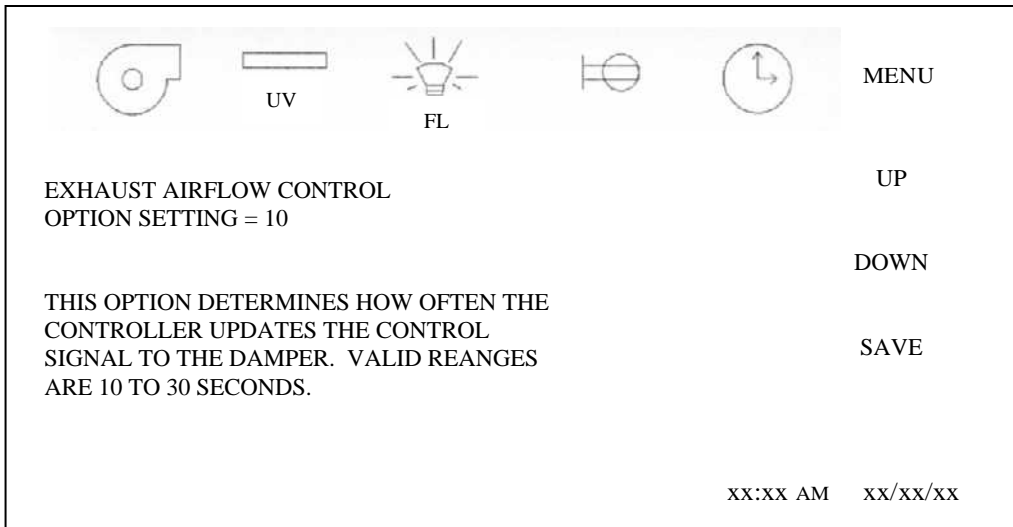 MENU
UV
FL
UP
EXHAUST AIRFLOW CONTROL
OPTION SETTING = 10
DOWN
THIS OPTION DETERMINES HOW OFTEN THE
CONTROLLER UPDATES THE CONTROL
SIGNAL TO THE DAMPER.  VALID REANGES
ARE 10 TO 30 SECONDS.
SAVE
xx:xx AM xx/xx/xx